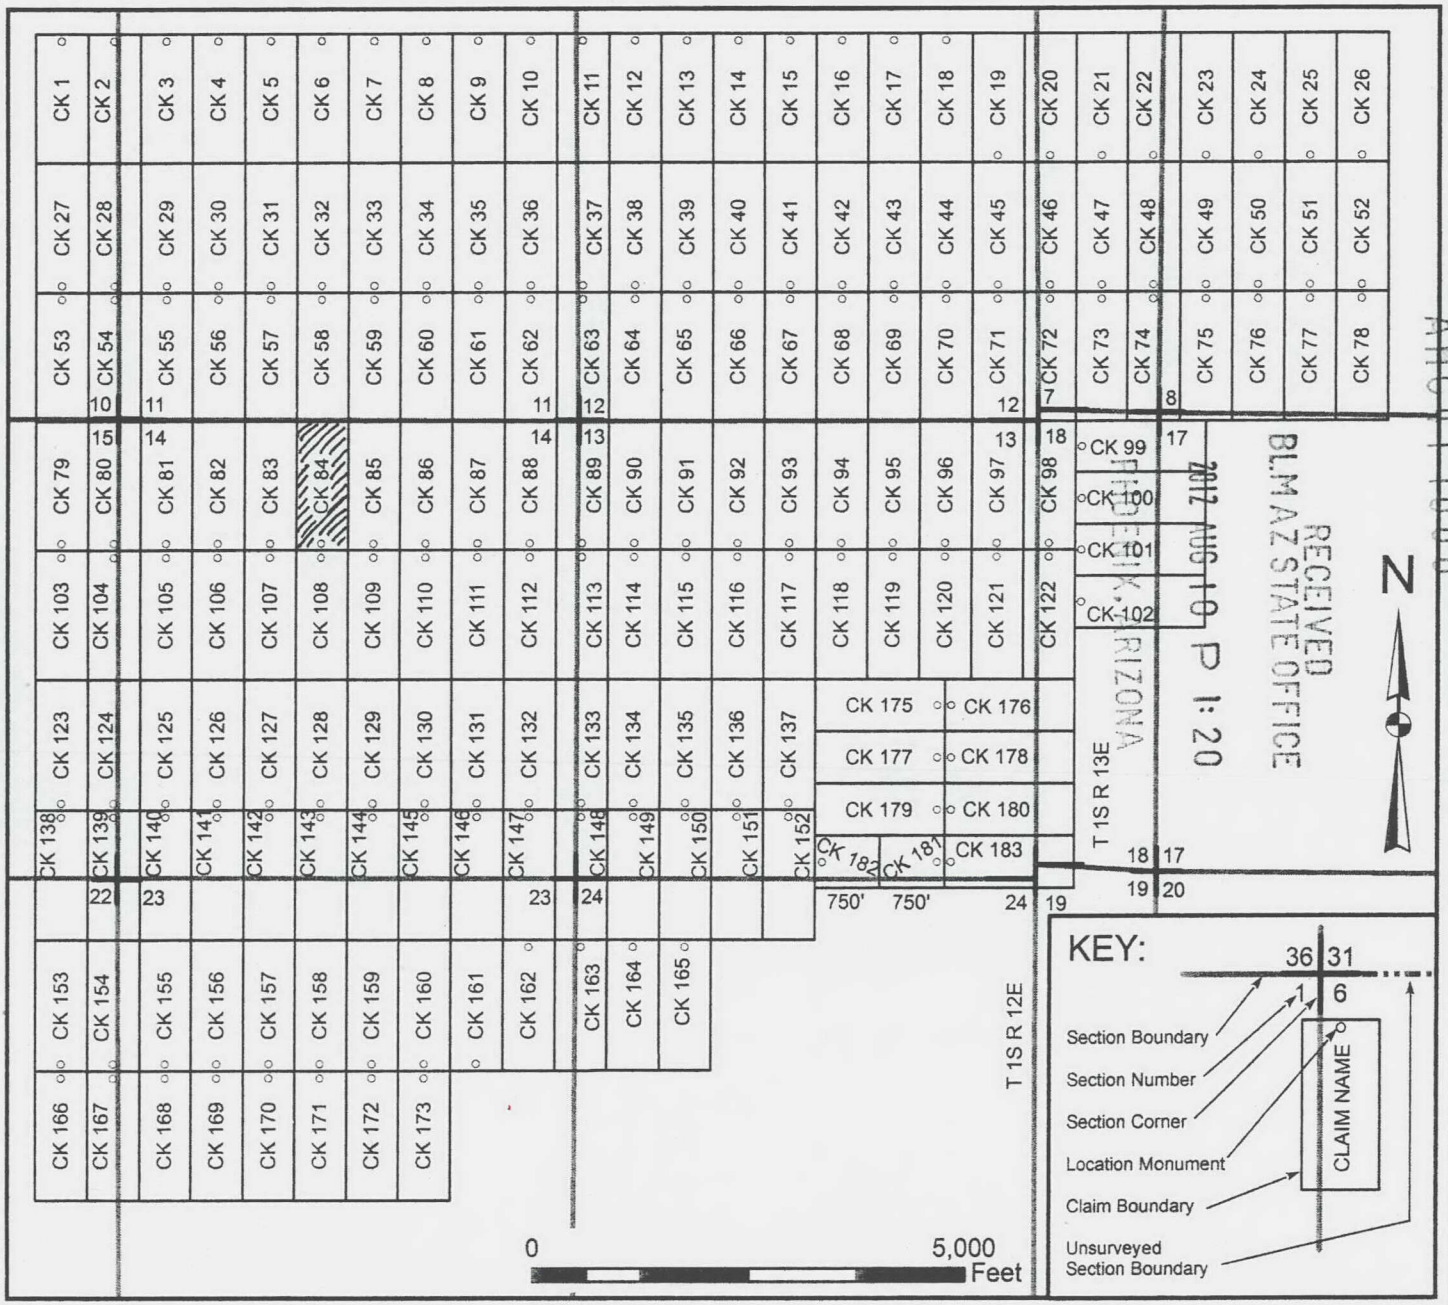 CK 1 CK 2 CK 3 CK 4 CK 5 CK 6 CK 7 CK 8 CK 9 CK 10 CK 11 CK 12 CK 13 CK 14 CK 15 CK 16 CK 17 CK 18 CK 19 CK 20 CK 21 CK 22 CK 23 CK 24 CK 25 CK 26
CK 27 CK 28 CK 29 CK 30 CK 31 CK 32 CK 33 CK 34 CK 35 CK 36 CK 37 CK 38 CK 39 CK 40 CK 41 CK 42 CK 43 CK 44 CK 45 CK 46 CK 47 CK 48 CK 49 CK 50 CK 51 CK 52
CK 53 CK 54 CK 55 CK 56 CK 57 CK 58 CK 59 CK 60 CK 61 CK 62 CK 63 CK 64 CK 65 CK 66 CK 67 CK 68 CK 69 CK 70 CK 71 CK 72 CK 73 CK 74 CK 75 CK 76 CK 77 CK 78
10 11 11 12 12 7 8
15 14 14 13 13 18 17
CK 79 CK 80 CK 81 CK 82 CK 83 CK 84 CK 85 CK 86 CK 87 CK 88 CK 89 CK 90 CK 91 CK 92 CK 93 CK 94 CK 95 CK 96 CK 97 CK 98
CK 99
CK 100
CK 101
CK 102
CK 103 CK 104 CK 105 CK 106 CK 107 CK 108 CK 109 CK 110 CK 111 CK 112 CK 113 CK 114 CK 115 CK 116 CK 117 CK 118 CK 119 CK 120 CK 121 CK 122
RECEIVED
BLM AZ STATE OFFICE
2012 AUG 10 P 1:20
PHOENIX, ARIZONA
N
CK 123 CK 124 CK 125 CK 126 CK 127 CK 128 CK 129 CK 130 CK 131 CK 132 CK 133 CK 134 CK 135 CK 136 CK 137
CK 175 CK 176
CK 177 CK 178
CK 179 CK 180
CK 182 CK 181 CK 183
T 1S R 13E
CK 138 CK 139 CK 140 CK 141 CK 142 CK 143 CK 144 CK 145 CK 146 CK 147 CK 148 CK 149 CK 150 CK 151 CK 152
18 17
22 23 23 24 750' 750' 24 19 19 20
CK 153 CK 154 CK 155 CK 156 CK 157 CK 158 CK 159 CK 160 CK 161 CK 162 CK 163 CK 164 CK 165
T 1S R 12E
CK 166 CK 167 CK 168 CK 169 CK 170 CK 171 CK 172 CK 173
KEY:
36 31
1 6
Section Boundary
Section Number
Section Corner
Location Monument
Claim Boundary
Unsurveyed
Section Boundary
CLAIM NAME
0 5,000
Feet